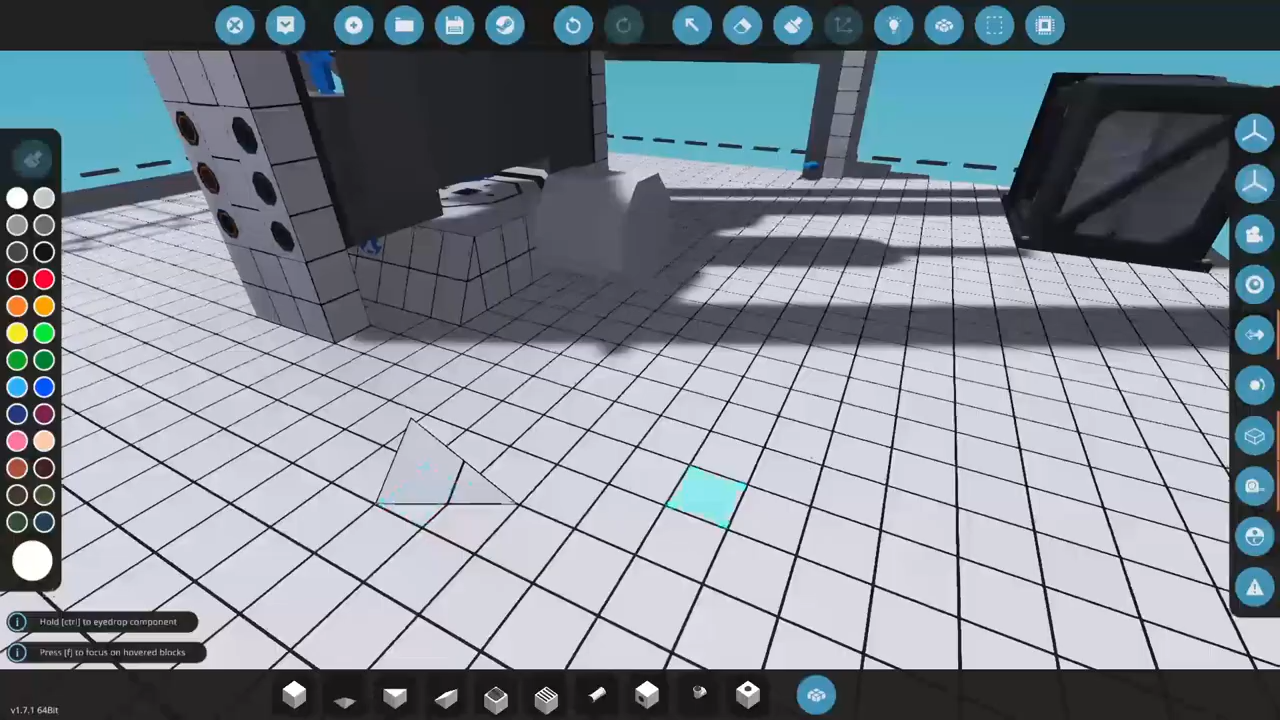 Hold [ctrl] to eyedrop component
Press [f] to focus on hovered blocks
v1.7.1 64Bit